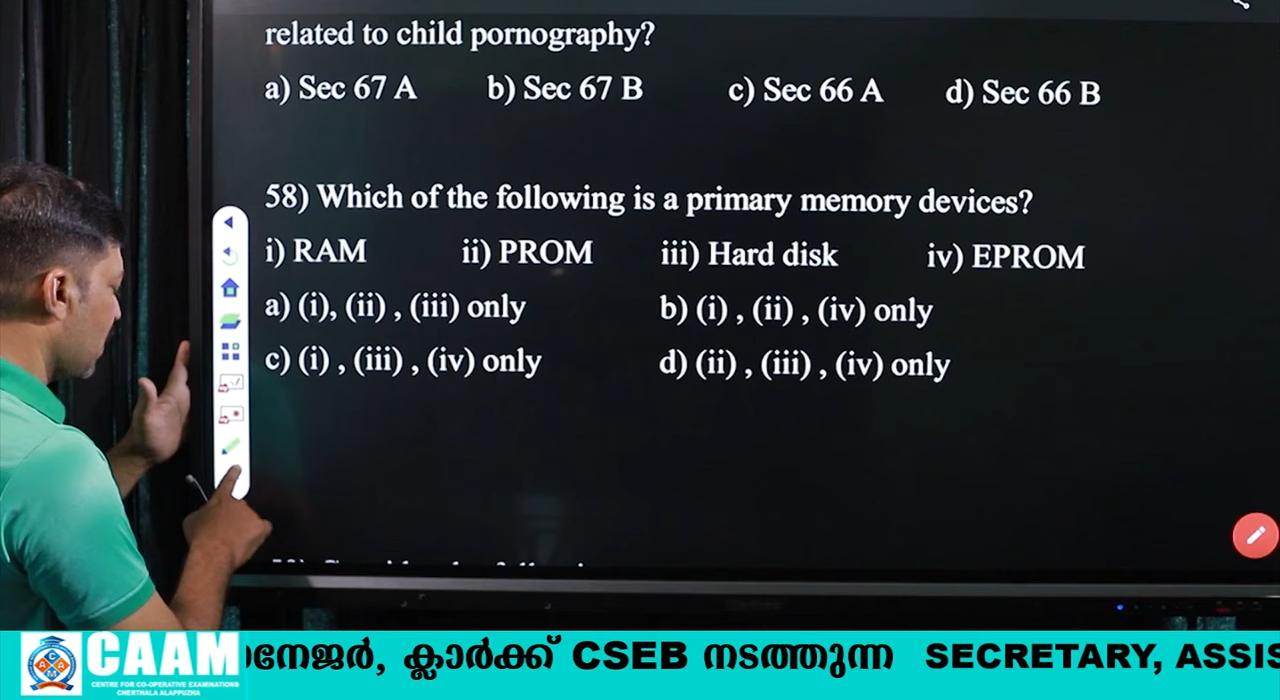 related to child pornography?
a) Sec 67 A b) Sec 67 B c) Sec 66 A d) Sec 66 B
58) Which of the following is a primary memory devices?
i) RAM ii) PROM iii) Hard disk iv) EPROM
a) (i), (ii) , (iii) only b) (i) , (ii) , (iv) only
c) (i) , (iii) , (iv) only d) (ii) , (iii) , (iv) only
CAAM
CENTRE FOR CO-OPERATIVE EXAMINATIONS
CHERTHALA ALAPPUZHA
ക്ലാർക്ക് CSEB നടത്തുന്ന SECRETARY,